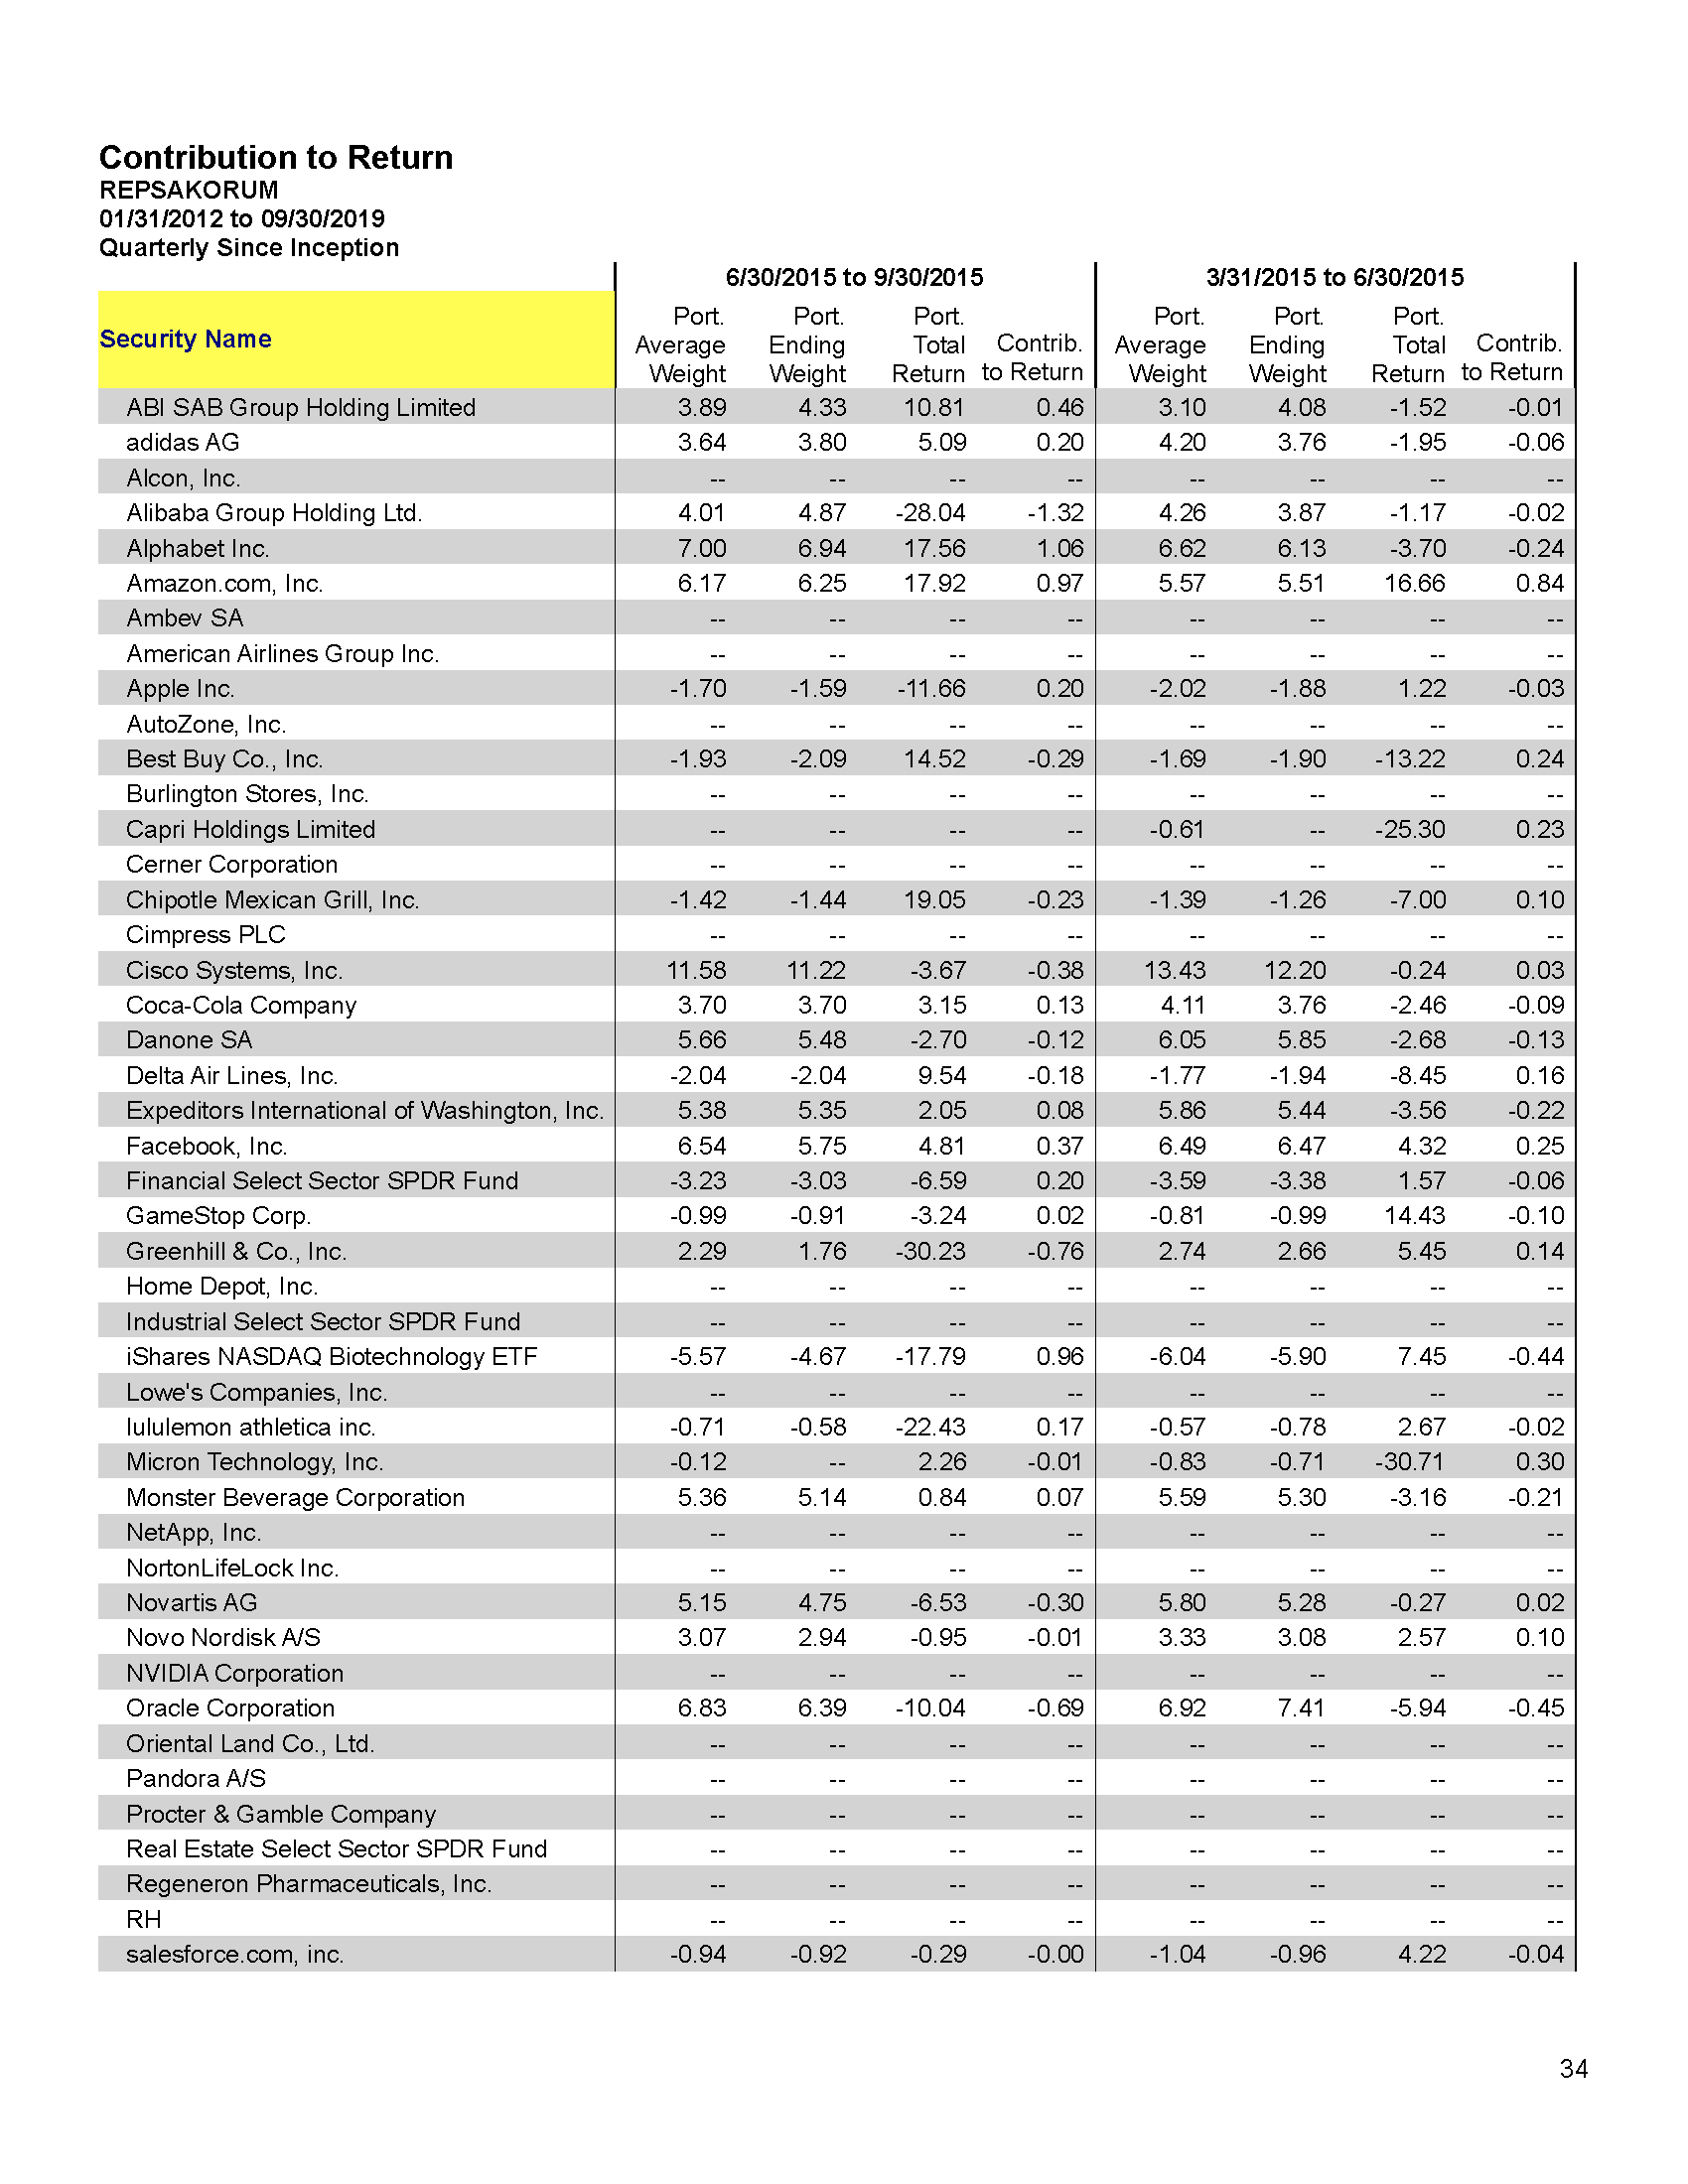 Contribution to Return
REPSAKORUM
01/31/2012 to 09/30/2019
Quarterly Since Inception
6/30/2015 to 9/30/2015 3/31/2015 to 6/30/2015
Security Name Port. Average Weight Port. Ending Weight Port. Total Return Contrib. to Return Port. Average Weight Port. Ending Weight Port. Total Return Contrib. to Return
ABI SAB Group Holding Limited 3.89 4.33 10.81 0.46 3.10 4.08 -1.52 -0.01
adidas AG 3.64 3.80 5.09 0.20 4.20 3.76 -1.95 -0.06
Alcon, Inc. -- -- -- -- -- -- -- --
Alibaba Group Holding Ltd. 4.01 4.87 -28.04 -1.32 4.26 3.87 -1.17 -0.02
Alphabet Inc. 7.00 6.94 17.56 1.06 6.62 6.13 -3.70 -0.24
Amazon.com, Inc. 6.17 6.25 17.92 0.97 5.57 5.51 16.66 0.84
Ambev SA -- -- -- -- -- -- -- --
American Airlines Group Inc. -- -- -- -- -- -- -- --
Apple Inc. -1.70 -1.59 -11.66 0.20 -2.02 -1.88 1.22 -0.03
AutoZone, Inc. -- -- -- -- -- -- -- --
Best Buy Co., Inc. -1.93 -2.09 14.52 -0.29 -1.69 -1.90 -13.22 0.24
Burlington Stores, Inc. -- -- -- -- -- -- -- --
Capri Holdings Limited -- -- -- -- -0.61 -- -25.30 0.23
Cerner Corporation -- -- -- -- -- -- -- --
Chipotle Mexican Grill, Inc. -1.42 -1.44 19.05 -0.23 -1.39 -1.26 -7.00 0.10
Cimpress PLC -- -- -- -- -- -- -- --
Cisco Systems, Inc. 11.58 11.22 -3.67 -0.38 13.43 12.20 -0.24 0.03
Coca-Cola Company 3.70 3.70 3.15 0.13 4.11 3.76 -2.46 -0.09
Danone SA 5.66 5.48 -2.70 -0.12 6.05 5.85 -2.68 -0.13
Delta Air Lines, Inc. -2.04 -2.04 9.54 -0.18 -1.77 -1.94 -8.45 0.16
Expeditors International of Washington, Inc. 5.38 5.35 2.05 0.08 5.86 5.44 -3.56 -0.22
Facebook, Inc. 6.54 5.75 4.81 0.37 6.49 6.47 4.32 0.25
Financial Select Sector SPDR Fund -3.23 -3.03 -6.59 0.20 -3.59 -3.38 1.57 -0.06
GameStop Corp. -0.99 -0.91 -3.24 0.02 -0.81 -0.99 14.43 -0.10
Greenhill & Co., Inc. 2.29 1.76 -30.23 -0.76 2.74 2.66 5.45 0.14
Home Depot, Inc. -- -- -- -- -- -- -- --
Industrial Select Sector SPDR Fund -- -- -- -- -- -- -- --
iShares NASDAQ Biotechnology ETF -5.57 -4.67 -17.79 0.96 -6.04 -5.90 7.45 -0.44
Lowe's Companies, Inc. -- -- -- -- -- -- -- --
lululemon athletica inc. -0.71 -0.58 -22.43 0.17 -0.57 -0.78 2.67 -0.02
Micron Technology, Inc. -0.12 -- 2.26 -0.01 -0.83 -0.71 -30.71 0.30
Monster Beverage Corporation 5.36 5.14 0.84 0.07 5.59 5.30 -3.16 -0.21
NetApp, Inc. -- -- -- -- -- -- -- --
NortonLifeLock Inc. -- -- -- -- -- -- -- --
Novartis AG 5.15 4.75 -6.53 -0.30 5.80 5.28 -0.27 0.02
Novo Nordisk A/S 3.07 2.94 -0.95 -0.01 3.33 3.08 2.57 0.10
NVIDIA Corporation -- -- -- -- -- -- -- --
Oracle Corporation 6.83 6.39 -10.04 -0.69 6.92 7.41 -5.94 -0.45
Oriental Land Co., Ltd. -- -- -- -- -- -- -- --
Pandora A/S -- -- -- -- -- -- -- --
Procter & Gamble Company -- -- -- -- -- -- -- --
Real Estate Select Sector SPDR Fund -- -- -- -- -- -- -- --
Regeneron Pharmaceuticals, Inc. -- -- -- -- -- -- -- --
RH -- -- -- -- -- -- -- --
salesforce.com, inc. -0.94 -0.92 -0.29 -0.00 -1.04 -0.96 4.22 -0.04
34